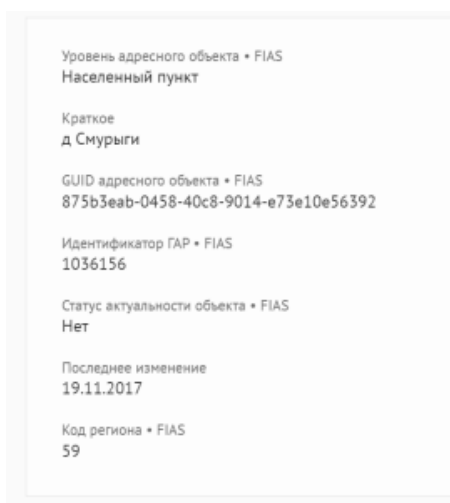 Уровень адресного объекта • FIAS
Населенный пункт
Краткое
д Смурыги
GUID адресного объекта • FIAS
875b3eab-0458-40c8-9014-e73e10e56392
Идентификатор ГАР • FIAS
1036156
Статус актуальности объекта • FIAS
Нет
Последнее изменение
19.11.2017
Код региона • FIAS
59